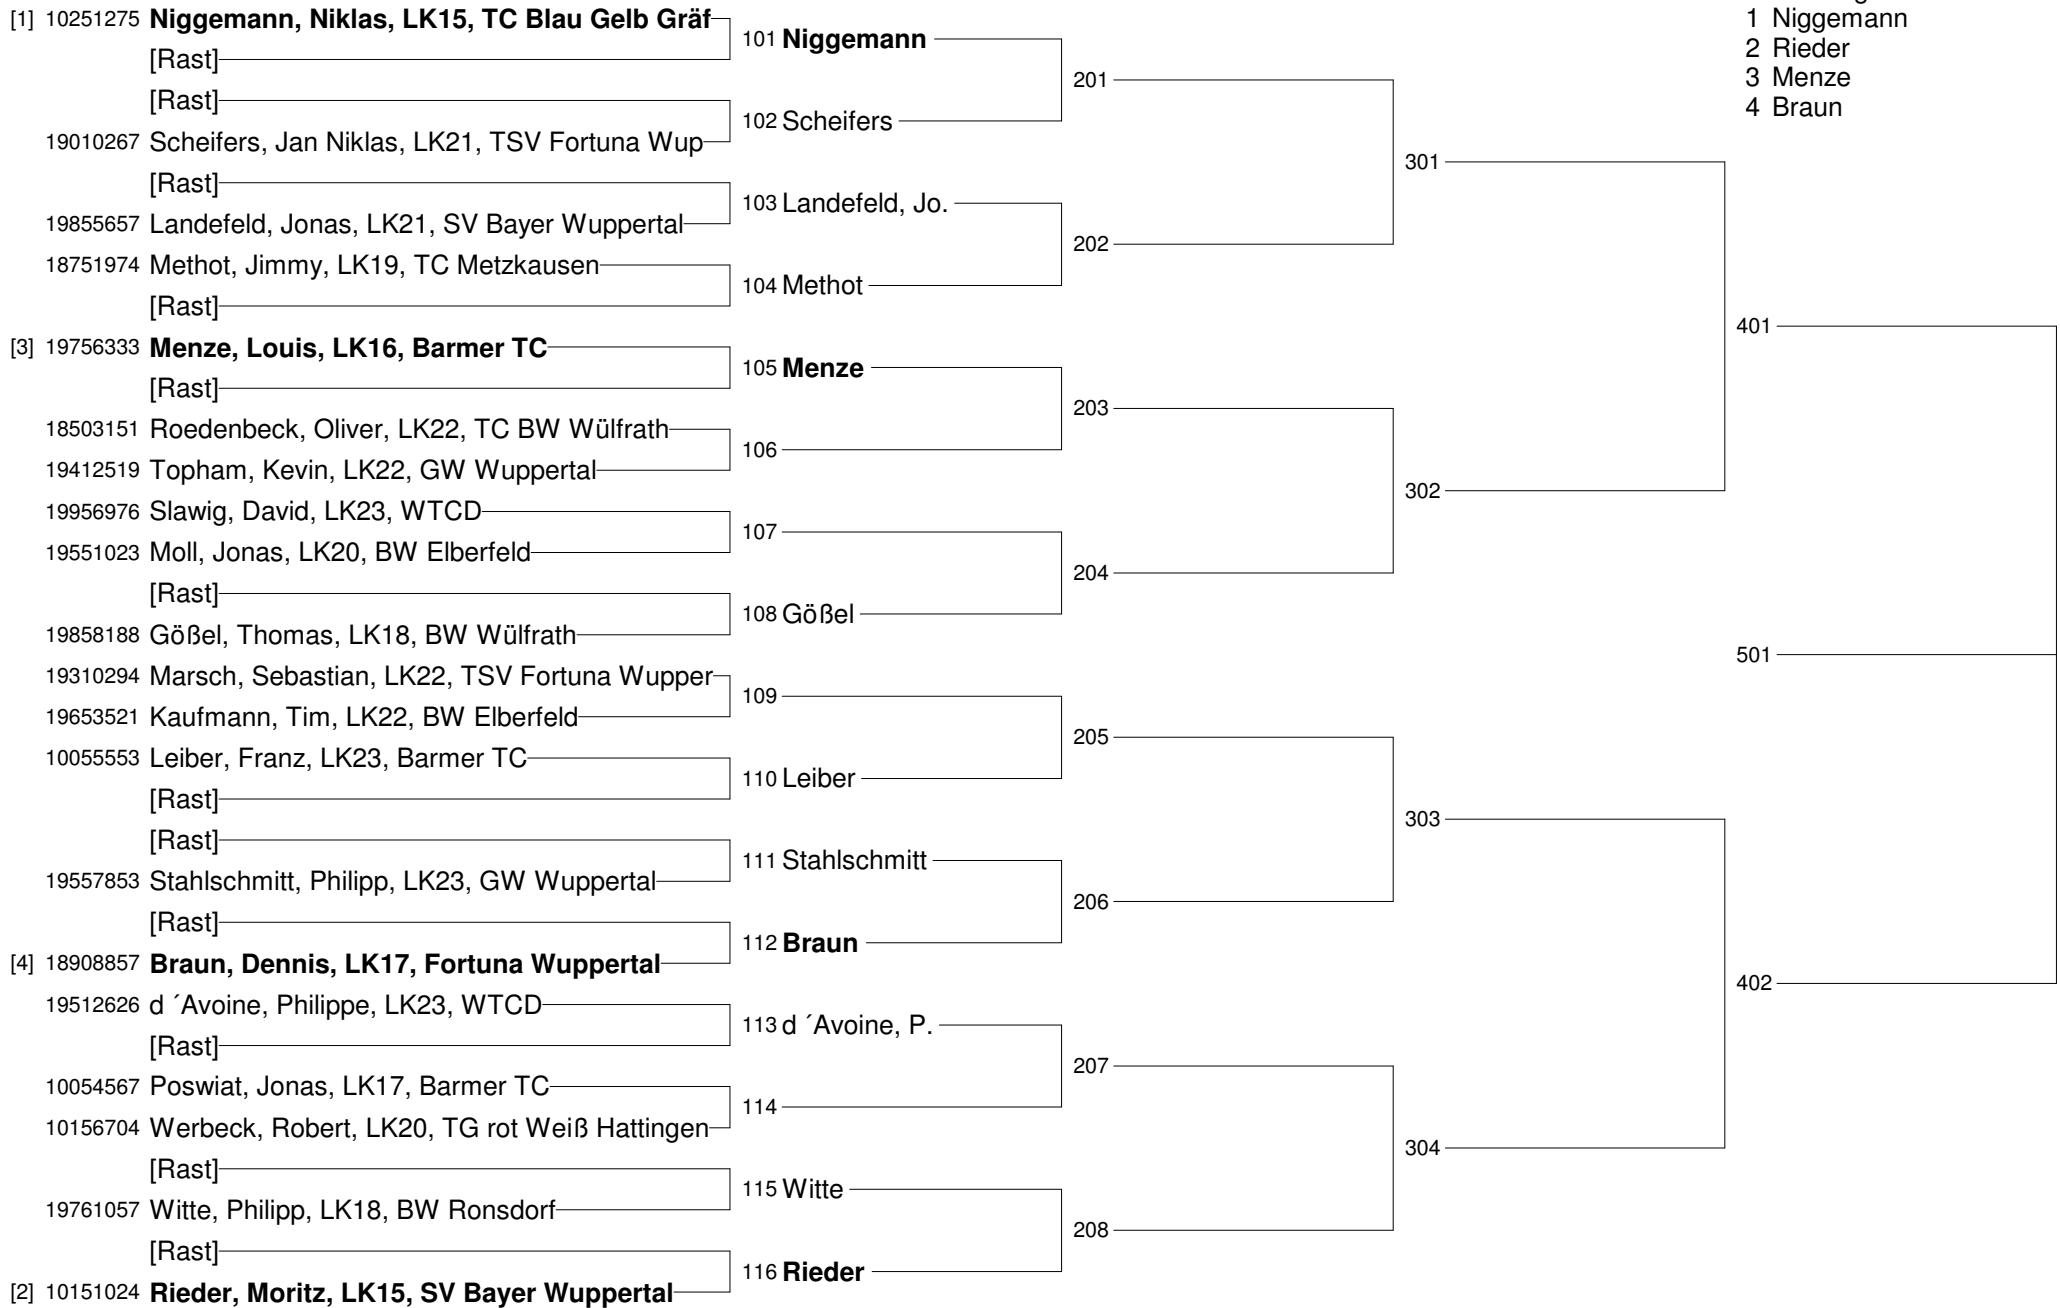 [1] 10251275 Niggemann, Niklas, LK15, TC Blau Gelb Gräf
[Rast]
101 Niggemann
[Rast]
19010267 Scheifers, Jan Niklas, LK21, TSV Fortuna Wup
102 Scheifers
201
[Rast]
19855657 Landefeld, Jonas, LK21, SV Bayer Wuppertal
103 Landefeld, Jo.
18751974 Methot, Jimmy, LK19, TC Metzkausen
[Rast]
104 Methot
202
301
[3] 19756333 Menze, Louis, LK16, Barmer TC
[Rast]
105 Menze
18503151 Roedenbeck, Oliver, LK22, TC BW Wülfrath
19412519 Topham, Kevin, LK22, GW Wuppertal
106
203
19956976 Slawig, David, LK23, WTCD
19551023 Moll, Jonas, LK20, BW Elberfeld
107
[Rast]
19858188 Gößel, Thomas, LK18, BW Wülfrath
108 Gößel
204
302
401
19310294 Marsch, Sebastian, LK22, TSV Fortuna Wupper
19653521 Kaufmann, Tim, LK22, BW Elberfeld
109
10055553 Leiber, Franz, LK23, Barmer TC
[Rast]
110 Leiber
205
[Rast]
19557853 Stahlschmitt, Philipp, LK23, GW Wuppertal
111 Stahlschmitt
[Rast]
[4] 18908857 Braun, Dennis, LK17, Fortuna Wuppertal
112 Braun
206
303
19512626 d ´Avoine, Philippe, LK23, WTCD
[Rast]
113 d ´Avoine, P.
10054567 Poswiat, Jonas, LK17, Barmer TC
10156704 Werbeck, Robert, LK20, TG rot Weiß Hattingen
114
207
[Rast]
19761057 Witte, Philipp, LK18, BW Ronsdorf
115 Witte
[Rast]
[2] 10151024 Rieder, Moritz, LK15, SV Bayer Wuppertal
116 Rieder
208
304
402
501
1 Niggemann
2 Rieder
3 Menze
4 Braun